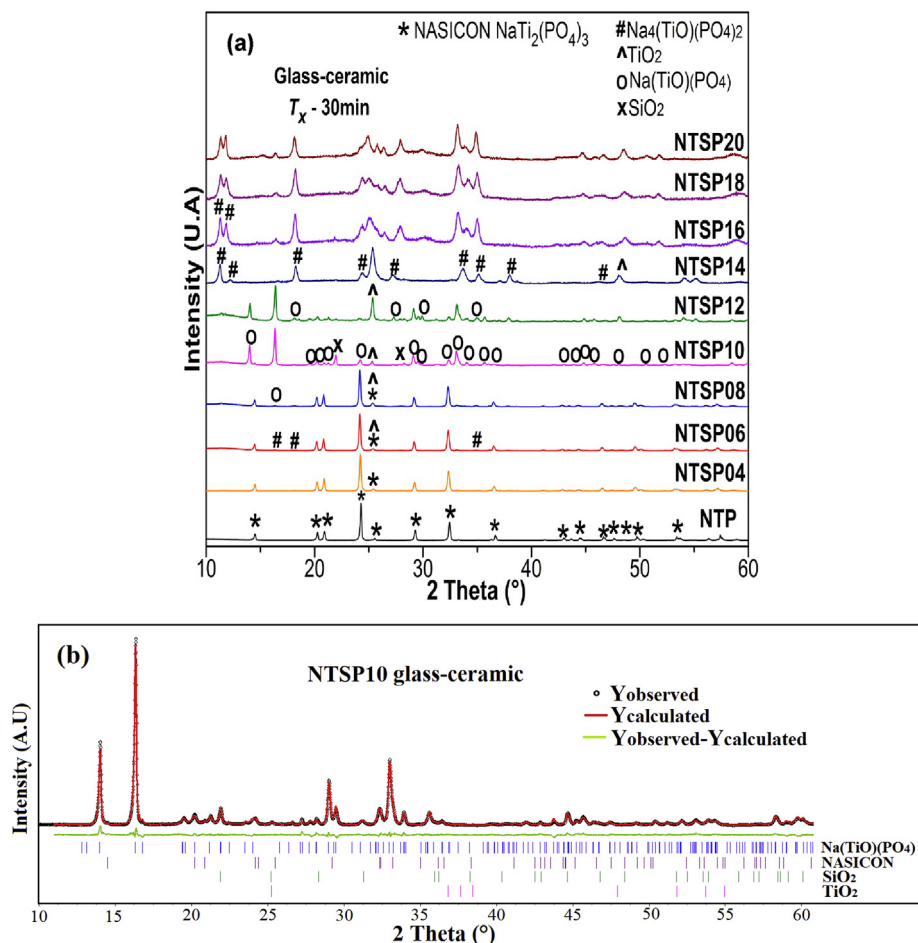 (a)
* NASICON NaTi₂(PO₄)₃
#Na₄(TiO)(PO₄)₂
^TiO₂
oNa(TiO)(PO₄)
xSiO₂
Glass-ceramic
Tₓ - 30min
NTSP20
NTSP18
# #
NTSP16
# # # # # # # # # ^
NTSP14
^
o o o o
NTSP12
o o o o x o ^ x o o o o o o o o o o o o o
NTSP10
^
o *
NTSP08
^
# # * #
NTSP06
*
NTSP04
*
* * * * * * * * * * * * *
NTP
Intensity (U.A)
10 20 30 40 50 60
2 Theta (°)
(b)
NTSP10 glass-ceramic
Yobserved
Ycalculated
Yobserved-Ycalculated
Intensity (A.U)
Na(TiO)(PO₄)
NASICON
SiO₂
TiO₂
10 15 20 25 30 35 40 45 50 55 60
2 Theta (°)